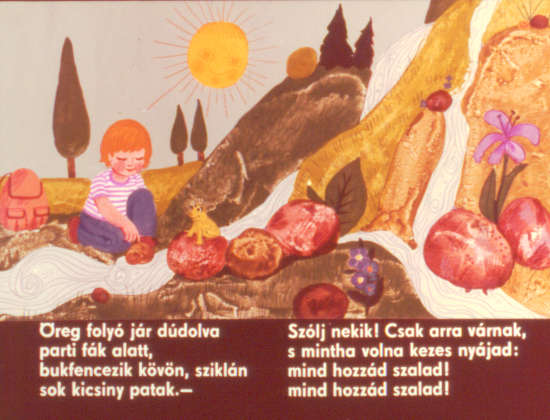 Öreg folyó jár dúdolva
parti fák alatt,
bukfencezik kövön, sziklán
sok kicsiny patak.—
Szólj nekik! Csak arra várnak,
s mintha volna kezes nyájad:
mind hozzád szalad!
mind hozzád szalad!